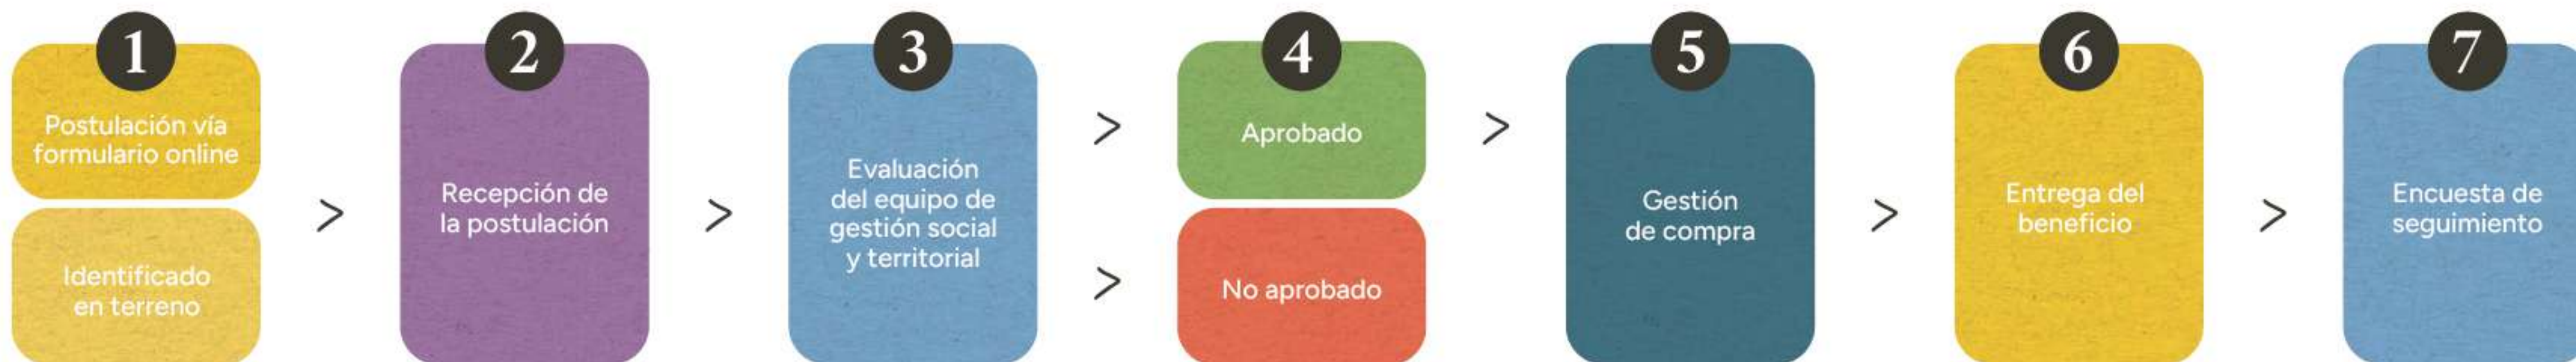 1
Postulación vía
formulario online
Identificado
en terreno
>
2
Recepción de
la postulación
>
3
Evaluación
del equipo de
gestión social
y territorial
>
>
4
Aprobado
No aprobado
>
5
Gestión
de compra
>
6
Entrega del
beneficio
>
7
Encuesta de
seguimiento